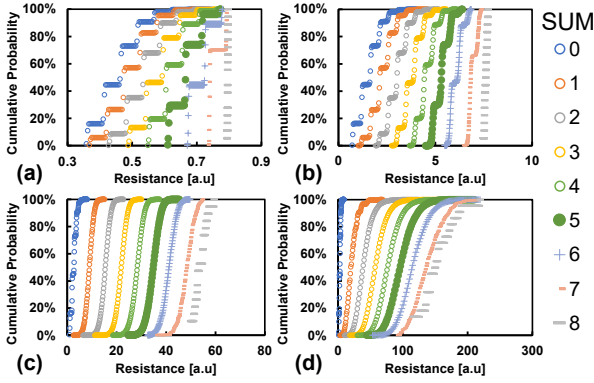 100%
80%
60%
40%
20%
0%
Cumulative Probability
(a)
0.3 0.5 0.7 0.9
Resistance [a.u]
100%
80%
60%
40%
20%
0%
Cumulative Probability
(b)
0 5 10
Resistance [a.u]
100%
80%
60%
40%
20%
0%
Cumulative Probability
(c)
0 20 40 60 80
Resistance [a.u]
100%
80%
60%
40%
20%
0%
Cumulative Probability
(d)
0 100 200 300
Resistance [a.u]
SUM
0
1
2
3
4
5
6
7
8